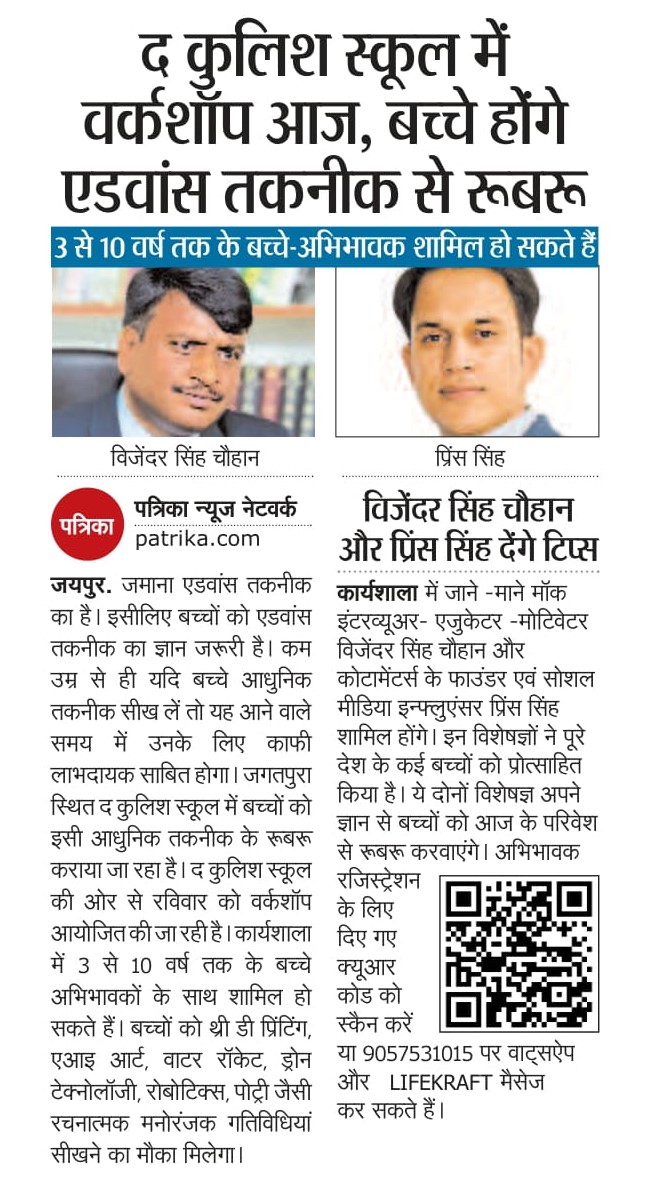 द कुलिश स्कूल में
वर्कशॉप आज, बच्चे होंगे
एडवांस तकनीक से रूबरू
3 से 10 वर्ष तक के बच्चे-अभिभावक शामिल हो सकते हैं
विजेंदर सिंह चौहान
प्रिंस सिंह
पत्रिका
पत्रिका न्यूज नेटवर्क
patrika.com
जयपुर. जमाना एडवांस तकनीक
का है। इसीलिए बच्चों को एडवांस
तकनीक का ज्ञान जरूरी है। कम
उम्र से ही यदि बच्चे आधुनिक
तकनीक सीख लें तो यह आने वाले
समय में उनके लिए काफी
लाभदायक साबित होगा। जगतपुरा
स्थित द कुलिश स्कूल में बच्चों को
इसी आधुनिक तकनीक के रूबरू
कराया जा रहा है। द कुलिश स्कूल
की ओर से रविवार को वर्कशॉप
आयोजित की जा रही है। कार्यशाला
में 3 से 10 वर्ष तक के बच्चे
अभिभावकों के साथ शामिल हो
सकते हैं। बच्चों को थ्री डी प्रिंटिंग,
एआइ आर्ट, वाटर रॉकेट, ड्रोन
टेक्नोलॉजी, रोबोटिक्स, पोट्री जैसी
रचनात्मक मनोरंजक गतिविधियां
सीखने का मौका मिलेगा।
विजेंदर सिंह चौहान
और प्रिंस सिंह देंगे टिप्स
कार्यशाला में जाने -माने मॉक
इंटरव्यूअर- एजुकेटर -मोटिवेटर
विजेंदर सिंह चौहान और
कोटामेंटर्स के फाउंडर एवं सोशल
मीडिया इन्फ्लुएंसर प्रिंस सिंह
शामिल होंगे। इन विशेषज्ञों ने पूरे
देश के कई बच्चों को प्रोत्साहित
किया है। ये दोनों विशेषज्ञ अपने
ज्ञान से बच्चों को आज के परिवेश
से रूबरू करवाएंगे। अभिभावक
रजिस्ट्रेशन
के लिए
दिए गए
क्यूआर
कोड को
स्कैन करें
या 9057531015 पर वाट्सऐप
और LIFEKRAFT मैसेज
कर सकते हैं।